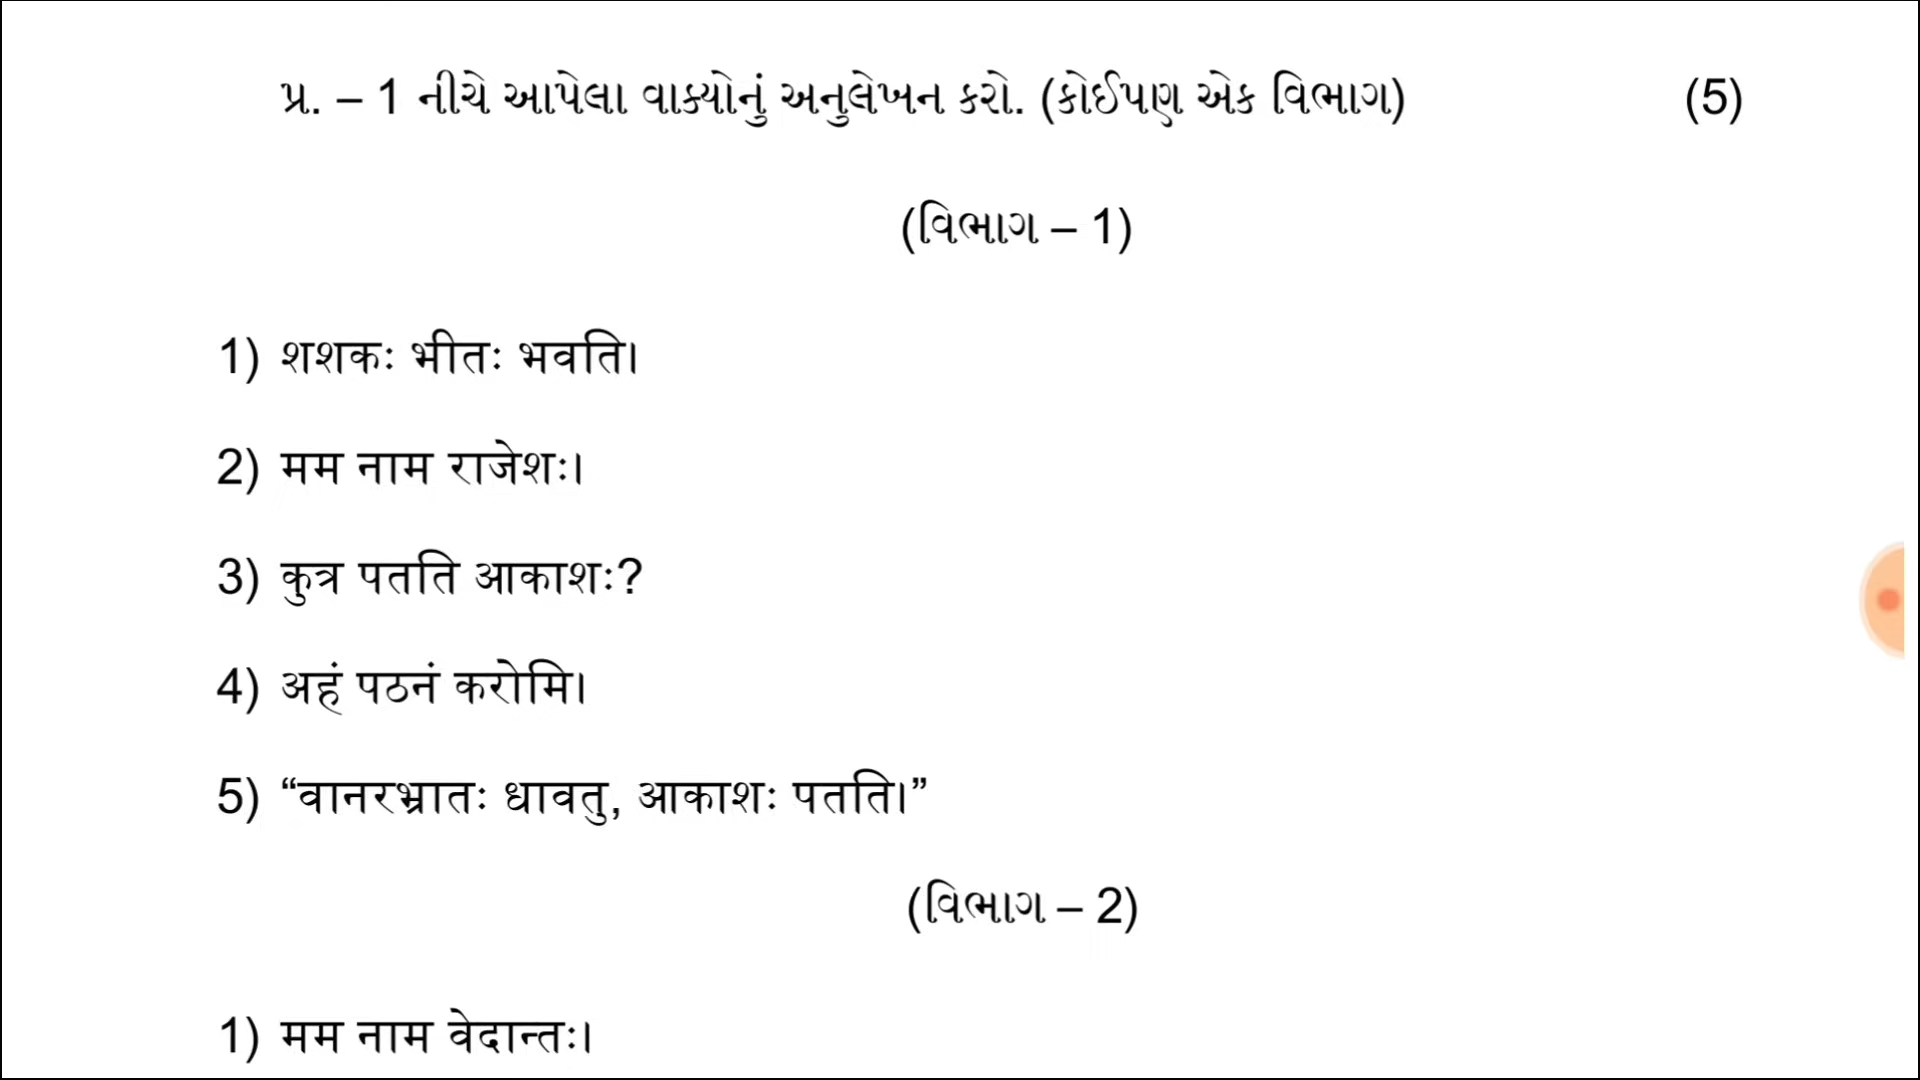 પ્ર. – 1 નીચે આપેલા વાક્યોનું અનુલેખન કરો. (કોઈપણ એક વિભાગ) (5)
(વિભાગ – 1)
1) शशकः भीतः भवति।
2) मम नाम राजेशः।
3) कुत्र पतति आकाशः?
4) अहं पठनं करोमि।
5) “वानरभ्रातः धावतु, आकाशः पतति।”
(વિભાગ – 2)
1) मम नाम वेदान्तः।